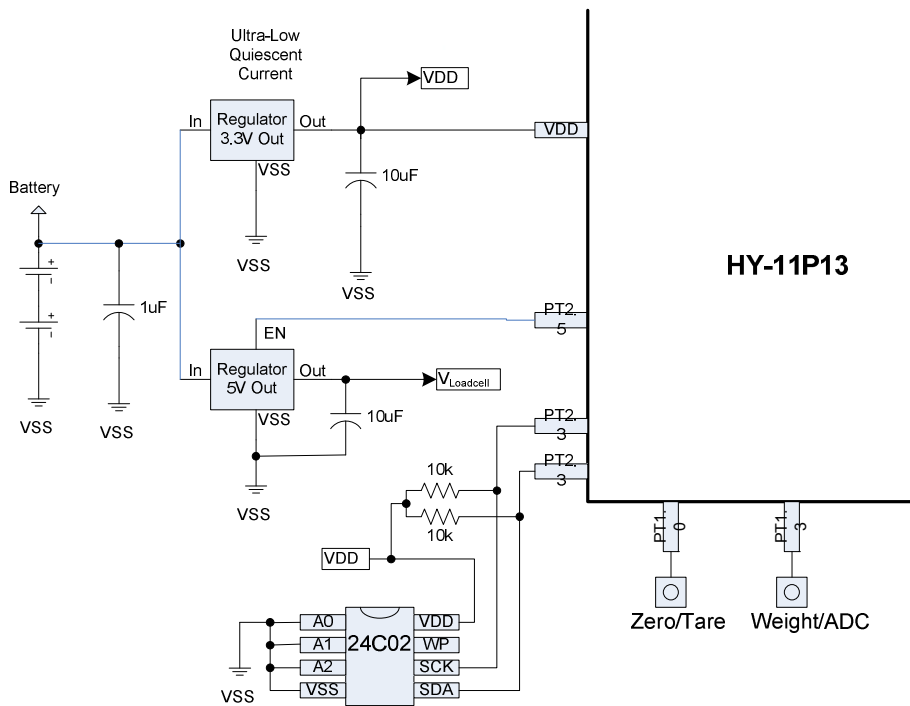 Ultra-Low
Quiescent
Current
VDD
In
Regulator
3.3V Out
Out
VDD
VSS
10uF
Battery
VSS
VSS
HY-11P13
+
-
+
-
1uF
PT2.
5
EN
In
Regulator
5V Out
Out
VLoadcell
VSS
10uF
VSS
VSS
PT2.
3
PT2.
3
VSS
10k
10k
PT1.
0
PT1.
3
VDD
Zero/Tare
Weight/ADC
A0
VDD
A1
24C02
WP
A2
SCK
VSS
SDA
VSS